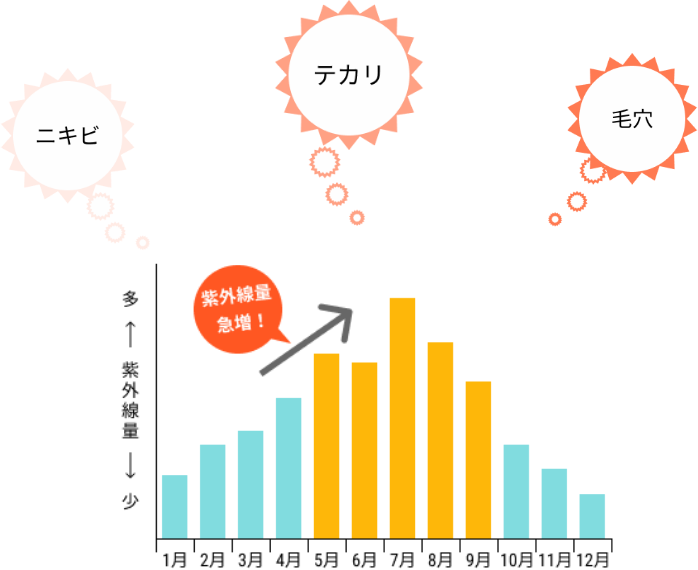 ニキビ
テカリ
毛穴
紫外線量
急増！
多
↑
紫外線量
↓
少
1月 2月 3月 4月 5月 6月 7月 8月 9月 10月 11月 12月